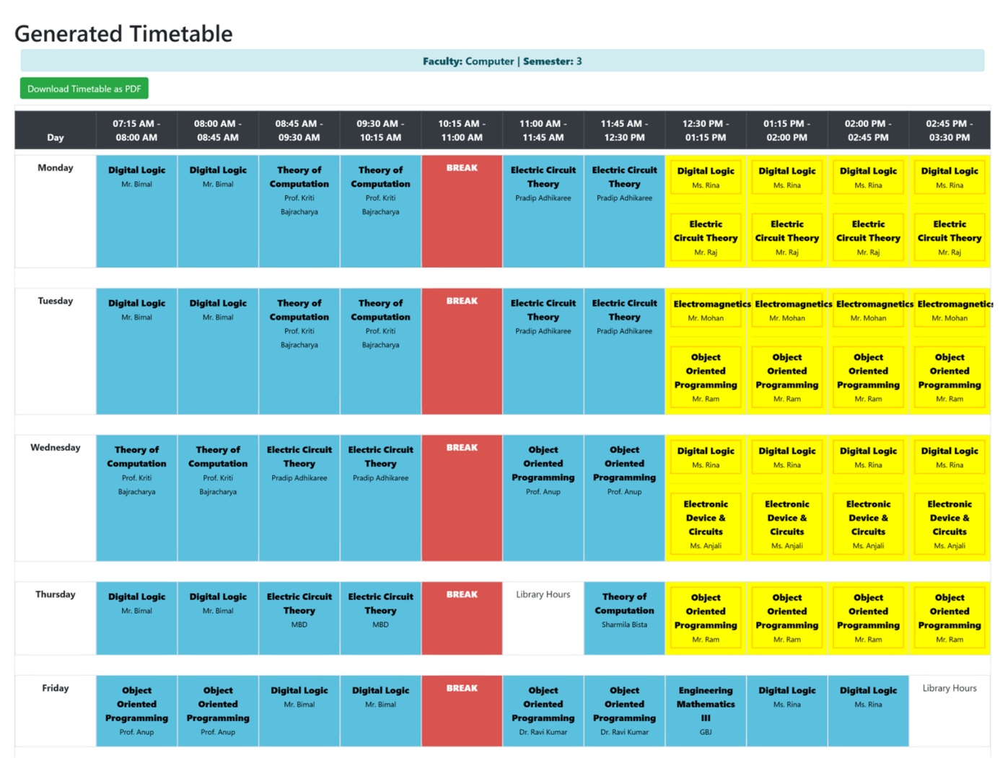 Generated Timetable
Faculty: Computer | Semester: 3
Download Timetable as PDF
Day
07:15 AM - 08:00 AM
08:00 AM - 08:45 AM
08:45 AM - 09:30 AM
09:30 AM - 10:15 AM
10:15 AM - 11:00 AM
11:00 AM - 11:45 AM
11:45 AM - 12:30 PM
12:30 PM - 01:15 PM
01:15 PM - 02:00 PM
02:00 PM - 02:45 PM
02:45 PM - 03:30 PM
Monday
Digital Logic
Mr. Bimal
Digital Logic
Mr. Bimal
Theory of
Computation
Prof. Kriti
Bajracharya
Theory of
Computation
Prof. Kriti
Bajracharya
BREAK
Electric Circuit
Theory
Pradip Adhikaree
Electric Circuit
Theory
Pradip Adhikaree
Digital Logic
Ms. Rina
Electric
Circuit Theory
Mr. Raj
Digital Logic
Ms. Rina
Electric
Circuit Theory
Mr. Raj
Digital Logic
Ms. Rina
Electric
Circuit Theory
Mr. Raj
Digital Logic
Ms. Rina
Electric
Circuit Theory
Mr. Raj
Tuesday
Digital Logic
Mr. Bimal
Digital Logic
Mr. Bimal
Theory of
Computation
Prof. Kriti
Bajracharya
Theory of
Computation
Prof. Kriti
Bajracharya
BREAK
Electric Circuit
Theory
Pradip Adhikaree
Electric Circuit
Theory
Pradip Adhikaree
Electromagnetics
Mr. Mohan
Object
Oriented
Programming
Mr. Ram
Electromagnetics
Mr. Mohan
Object
Oriented
Programming
Mr. Ram
Electromagnetics
Mr. Mohan
Object
Oriented
Programming
Mr. Ram
Electromagnetics
Mr. Mohan
Object
Oriented
Programming
Mr. Ram
Wednesday
Theory of
Computation
Prof. Kriti
Bajracharya
Theory of
Computation
Prof. Kriti
Bajracharya
Electric Circuit
Theory
Pradip Adhikaree
Electric Circuit
Theory
Pradip Adhikaree
BREAK
Object
Oriented
Programming
Prof. Anup
Object
Oriented
Programming
Prof. Anup
Digital Logic
Ms. Rina
Electronic
Device &
Circuits
Ms. Anjali
Digital Logic
Ms. Rina
Electronic
Device &
Circuits
Ms. Anjali
Digital Logic
Ms. Rina
Electronic
Device &
Circuits
Ms. Anjali
Digital Logic
Ms. Rina
Electronic
Device &
Circuits
Ms. Anjali
Thursday
Digital Logic
Mr. Bimal
Digital Logic
Mr. Bimal
Electric Circuit
Theory
MBD
Electric Circuit
Theory
MBD
BREAK
Library Hours
Theory of
Computation
Sharmila Bista
Object
Oriented
Programming
Mr. Ram
Object
Oriented
Programming
Mr. Ram
Object
Oriented
Programming
Mr. Ram
Object
Oriented
Programming
Mr. Ram
Friday
Object
Oriented
Programming
Prof. Anup
Object
Oriented
Programming
Prof. Anup
Digital Logic
Mr. Bimal
Digital Logic
Mr. Bimal
BREAK
Object
Oriented
Programming
Dr. Ravi Kumar
Object
Oriented
Programming
Dr. Ravi Kumar
Engineering
Mathematics
III
GBJ
Digital Logic
Ms. Rina
Digital Logic
Ms. Rina
Library Hours